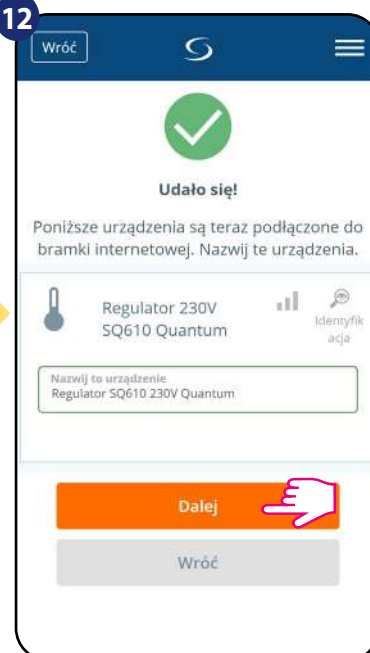 12
Wróć
Udało się!
Poniższe urządzenia są teraz podłączone do
bramki internetowej. Nazwij te urządzenia.
Regulator 230V
SQ610 Quantum
Identyfik
acja
Nazwij to urządzenie
Regulator SQ610 230V Quantum
Dalej
Wróć